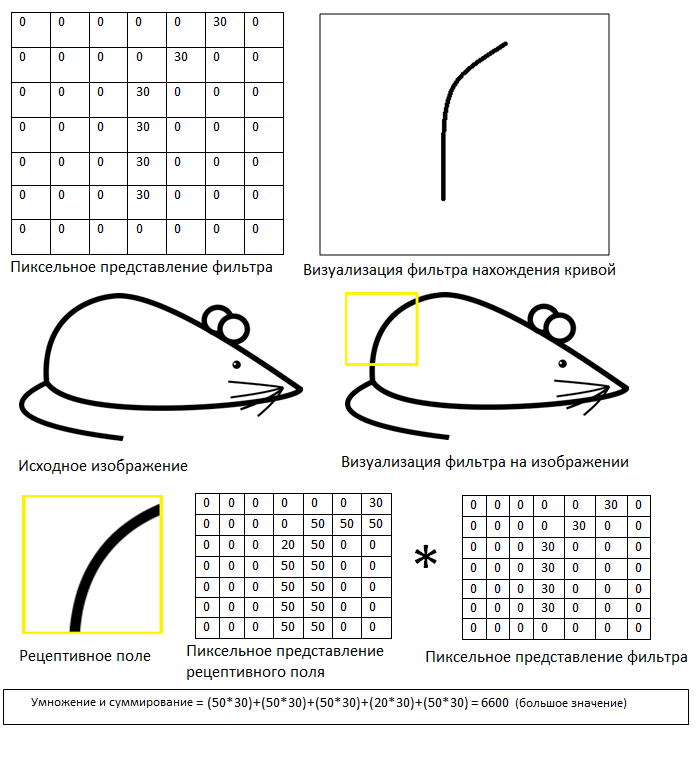 0 0 0 0 0 30 0
0 0 0 0 30 0 0
0 0 0 30 0 0 0
0 0 0 30 0 0 0
0 0 0 30 0 0 0
0 0 0 30 0 0 0
0 0 0 0 0 0 0
Пиксельное представление фильтра
Визуализация фильтра нахождения кривой
Исходное изображение
Визуализация фильтра на изображении
0 0 0 0 0 0 30
0 0 0 0 50 50 50
0 0 0 20 50 0 0
0 0 0 50 50 0 0
0 0 0 50 50 0 0
0 0 0 50 50 0 0
0 0 0 50 50 0 0
*
0 0 0 0 0 30 0
0 0 0 0 30 0 0
0 0 0 30 0 0 0
0 0 0 30 0 0 0
0 0 0 30 0 0 0
0 0 0 30 0 0 0
0 0 0 0 0 0 0
Рецептивное поле
Пиксельное представление
рецептивного поля
Пиксельное представление фильтра
Умножение и суммирование = (50*30)+(50*30)+(50*30)+(20*30)+(50*30) = 6600 (большое значение)